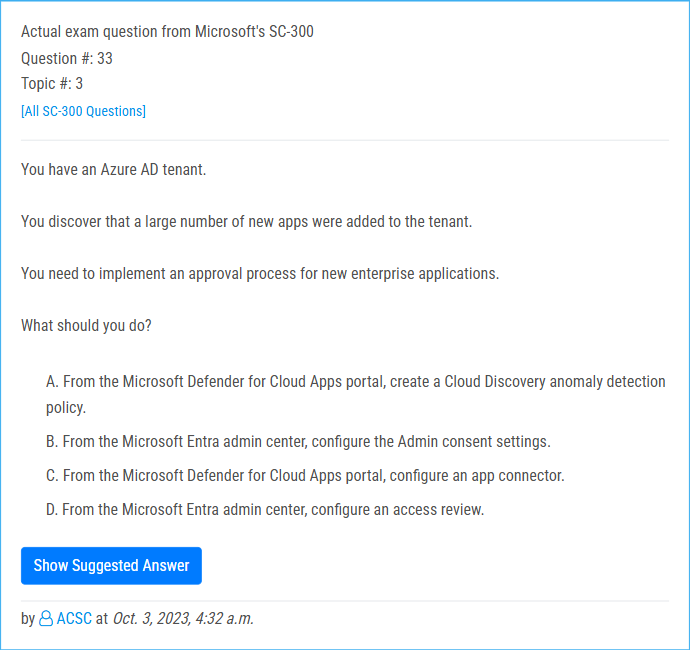 Actual exam question from Microsoft's SC-300
Question #: 33
Topic #: 3
[All SC-300 Questions]
You have an Azure AD tenant.
You discover that a large number of new apps were added to the tenant.
You need to implement an approval process for new enterprise applications.
What should you do?
A. From the Microsoft Defender for Cloud Apps portal, create a Cloud Discovery anomaly detection
policy.
B. From the Microsoft Entra admin center, configure the Admin consent settings.
C. From the Microsoft Defender for Cloud Apps portal, configure an app connector.
D. From the Microsoft Entra admin center, configure an access review.
Show Suggested Answer
by ACSC at Oct. 3, 2023, 4:32 a.m.